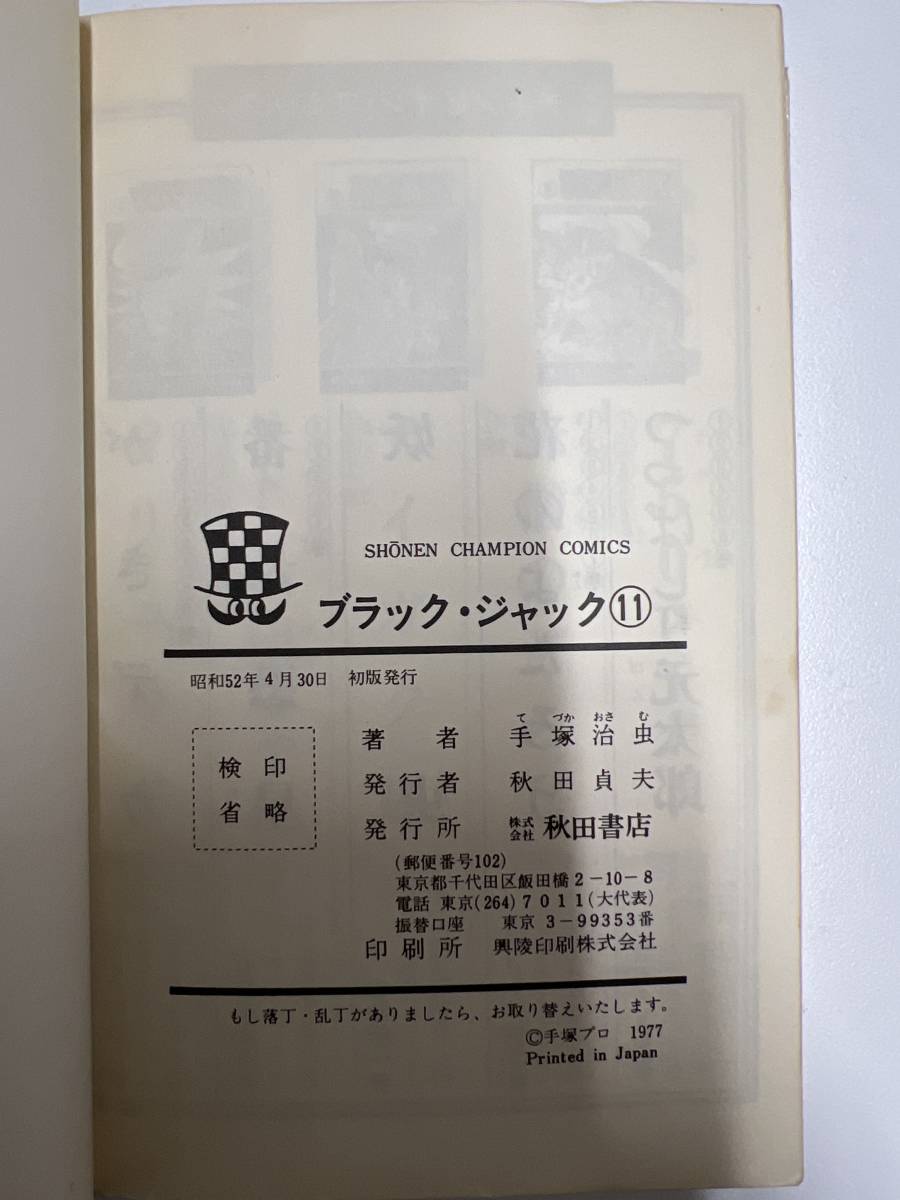 SHŌNEN CHAMPION COMICS
ブラック・ジャック⑪
昭和52年4月30日 初版発行
検印
省略
著者 手塚治虫
てづかおさむ
発行者 秋田貞夫
発行所 株式会社 秋田書店
(郵便番号102)
東京都千代田区飯田橋2-10-8
電話 東京(264)7011(大代表)
振替口座 東京 3-99353番
印刷所 興陵印刷株式会社
もし落丁・乱丁がありましたら、お取り替えいたします。
©手塚プロ 1977
Printed in Japan